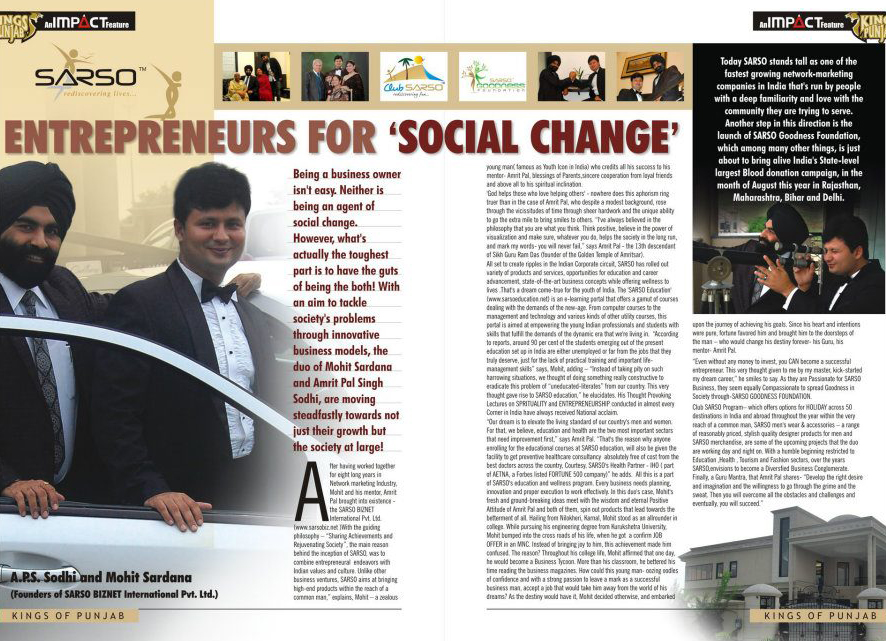 KINGS
PUNJAB
An IMPACT Feature
An IMPACT Feature
KINGS
SARSO™
rediscovering lives...
Club SARSO
rediscovering fun...
SARSO
GOODNESS
FOUNDATION
ENTREPRENEURS FOR ‘SOCIAL CHANGE’
Being a business owner
isn't easy. Neither is
being an agent of
social change.
However, what's
actually the toughest
part is to have the guts
of being the both! With
an aim to tackle
society's problems
through innovative
business models, the
duo of Mohit Sardana
and Amrit Pal Singh
Sodhi, are moving
steadfastly towards not
just their growth but
the society at large!
After having worked together
for eight long years in
Network marketing Industry,
Mohit and his mentor, Amrit
Pal brought into existence -
the SARSO BIZNET
International Pvt. Ltd.
(www.sarsobiz.net )With the guiding
philosophy – "Sharing Achievements and
Rejuvenating Society", the main reason
behind the inception of SARSO, was to
combine entrepreneurial endeavors with
Indian values and culture. Unlike other
business ventures, SARSO aims at bringing
high-end products within the reach of a
common man," explains, Mohit – a zealous
A.P.S. Sodhi and Mohit Sardana
(Founders of SARSO BIZNET International Pvt. Ltd.)
KINGS OF PUNJAB
young man( famous as Youth Icon in India) who credits all his success to his
mentor- Amrit Pal, blessings of Parents,sincere cooperation from loyal friends
and above all to his spiritual inclination.
'God helps those who love helping others' - nowhere does this aphorism ring
truer than in the case of Amrit Pal, who despite a modest background, rose
through the vicissitudes of time through sheer hardwork and the unique ability
to go the extra mile to bring smiles to others. "I've always believed in the
philosophy that you are what you think. Think positive, believe in the power of
visualization and make sure, whatever you do, helps the society in the long run,
and mark my words- you will never fail," says Amrit Pal - the 13th descendant
of Sikh Guru Ram Das (founder of the Golden Temple of Amritsar).
All set to create ripples in the Indian Corporate circuit, SARSO has rolled out
variety of products and services, opportunities for education and career
advancement, state-of-the-art business concepts while offering wellness to
lives .That's a dream come-true for the youth of India. The 'SARSO Education'
(www.sarsoeducation.net) is an e-learning portal that offers a gamut of courses
dealing with the demands of the new-age. From computer courses to the
management and technology and various kinds of other utility courses, this
portal is aimed at empowering the young Indian professionals and students with
skills that fulfill the demands of the dynamic era that we're living in. "According
to reports, around 90 per cent of the students emerging out of the present
education set up in India are either unemployed or far from the jobs that they
truly deserve, just for the lack of practical training and important life-
management skills" says, Mohit, adding – "Instead of taking pity on such
harrowing situations, we thought of doing something really constructive to
eradicate this problem of "uneducated-literates" from our country. This very
thought gave rise to SARSO education," he elucidates. His Thought Provoking
Lectures on SPRITUALITY and ENTREPRENEURSHIP conducted in almost every
Corner in India have always received National acclaim.
"Our dream is to elevate the living standard of our country's men and women.
For that, we believe, education and health are the two most important sectors
that need improvement first," says Amrit Pal. "That's the reason why anyone
enrolling for the educational courses at SARSO education, will also be given the
facility to get preventive healthcare consultancy absolutely free of cost from the
best doctors across the country, Courtesy, SARSO's Health Partner - IHO ( part
of AETNA, a Forbes listed FORTUNE 500 company)" he adds. All this is a part
of SARSO's education and wellness program. Every business needs planning,
innovation and proper execution to work effectively. In this duo's case, Mohit's
fresh and ground-breaking ideas meet with the wisdom and eternal Positive
Attitude of Amrit Pal and both of them, spin out products that lead towards the
betterment of all. Hailing from Nilokheri, Karnal, Mohit stood as an allrounder in
college. While pursuing his engineering degree from Kurukshetra University,
Mohit bumped into the cross roads of his life, when he got a confirm JOB
OFFER in an MNC. Instead of bringing joy to him, this achievement made him
confused. The reason? Throughout his college life, Mohit affirmed that one day,
he would become a Business Tycoon. More than his classroom, he bettered his
time reading the business magazines. How could this young man- oozing oodles
of confidence and with a strong passion to leave a mark as a successful
business man, accept a job that would take him away from the world of his
dreams? As the destiny would have it, Mohit decided otherwise, and embarked
Today SARSO stands tall as one of the
fastest growing network-marketing
companies in India that's run by people
with a deep familiarity and love with the
community they are trying to serve.
Another step in this direction is the
launch of SARSO Goodness Foundation,
which among many other things, is just
about to bring alive India's State-level
largest Blood donation campaign, in the
month of August this year in Rajasthan,
Maharashtra, Bihar and Delhi.
upon the journey of achieving his goals. Since his heart and intentions
were pure, fortune favored him and brought him to the doorsteps of
the man – who would change his destiny forever- his Guru, his
mentor- Amrit Pal.
"Even without any money to invest, you CAN become a successful
entrepreneur. This very thought given to me by my master, kick-started
my dream career," he smiles to say. As they are Passionate for SARSO
Business, they seem equally Compassionate to spread Goodness in
Society through-SARSO GOODNESS FOUNDATION.
Club SARSO Program– which offers options for HOLIDAY across 50
destinations in India and abroad throughout the year within the very
reach of a common man, SARSO men's wear & accessories – a range
of reasonably priced, stylish quality designer products for men and
SARSO merchandise, are some of the upcoming projects that the duo
are working day and night on. With a humble beginning restricted to
Education ,Health ,Tourism and Fashion sectors, over the years
SARSO,envisions to become a Diversified Business Conglomerate.
Finally, a Guru Mantra, that Amrit Pal shares- "Develop the right desire
and imagination and the willingness to go through the grime and the
sweat. Then you will overcome all the obstacles and challenges and
eventually, you will succeed."
KINGS OF PUNJAB